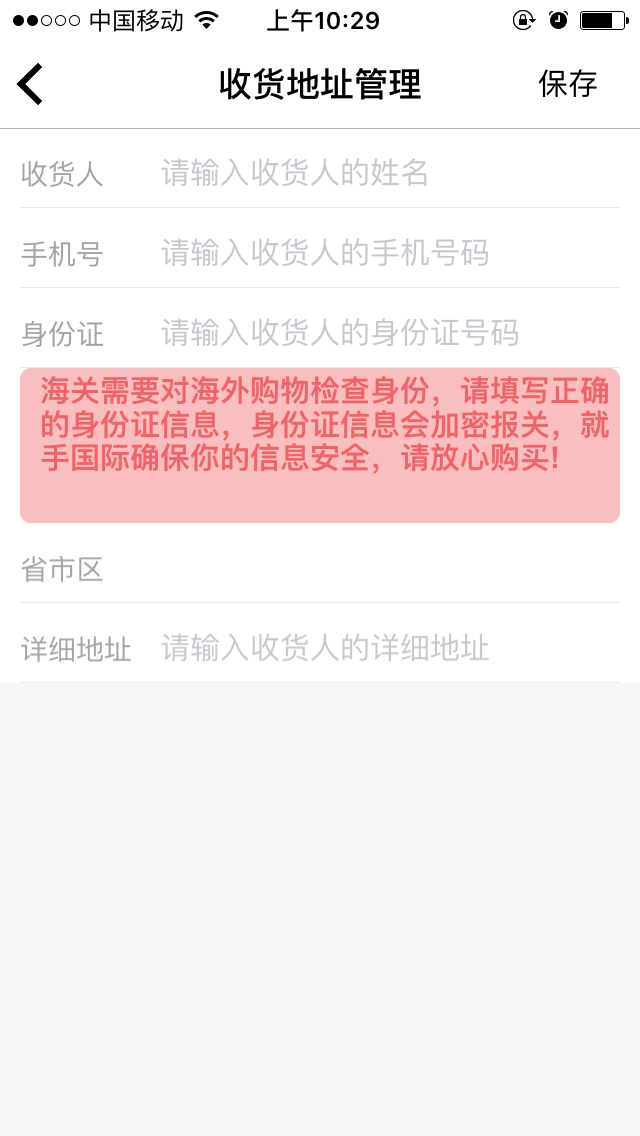 中国移动 上午10:29
收货地址管理 保存
收货人 请输入收货人的姓名
手机号 请输入收货人的手机号码
身份证 请输入收货人的身份证号码
海关需要对海外购物检查身份，请填写正确
的身份证信息，身份证信息会加密报关，就
手国际确保你的信息安全，请放心购买!
省市区
详细地址 请输入收货人的详细地址